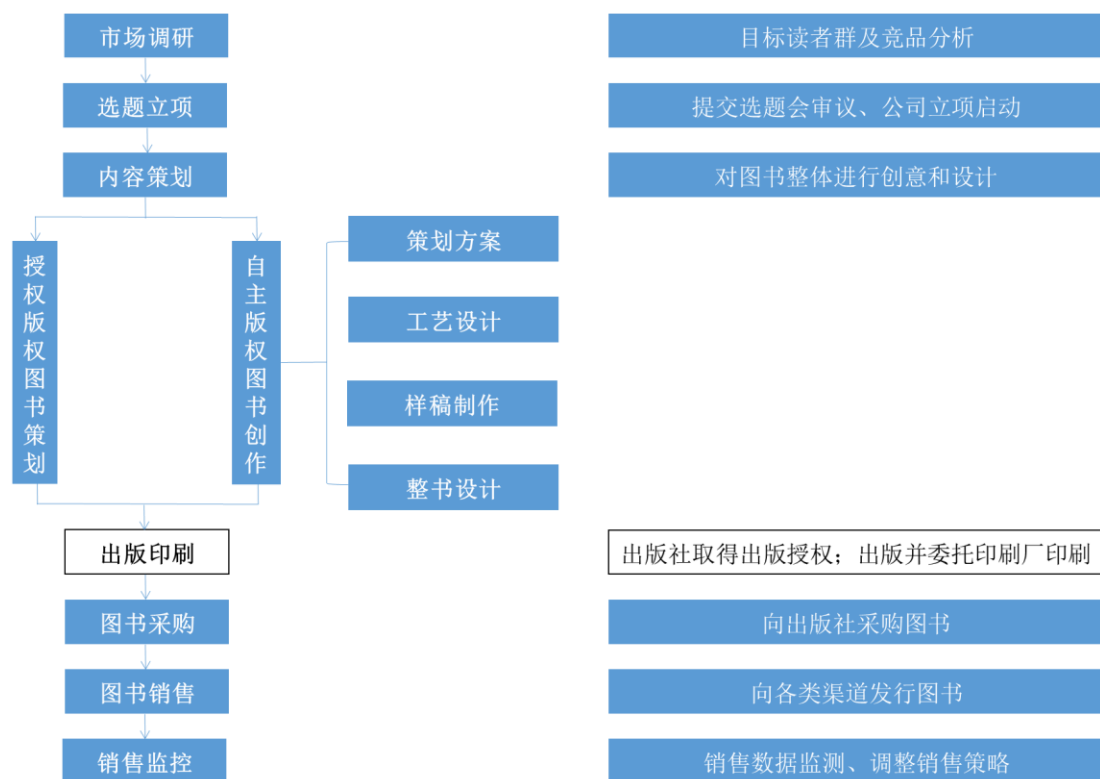 市场调研
目标读者群及竞品分析
选题立项
提交选题会审议、公司立项启动
内容策划
对图书整体进行创意和设计
授权版权图书策划
自主版权图书创作
策划方案
工艺设计
样稿制作
整书设计
出版印刷
出版社取得出版授权；出版并委托印刷厂印刷
图书采购
向出版社采购图书
图书销售
向各类渠道发行图书
销售监控
销售数据监测、调整销售策略